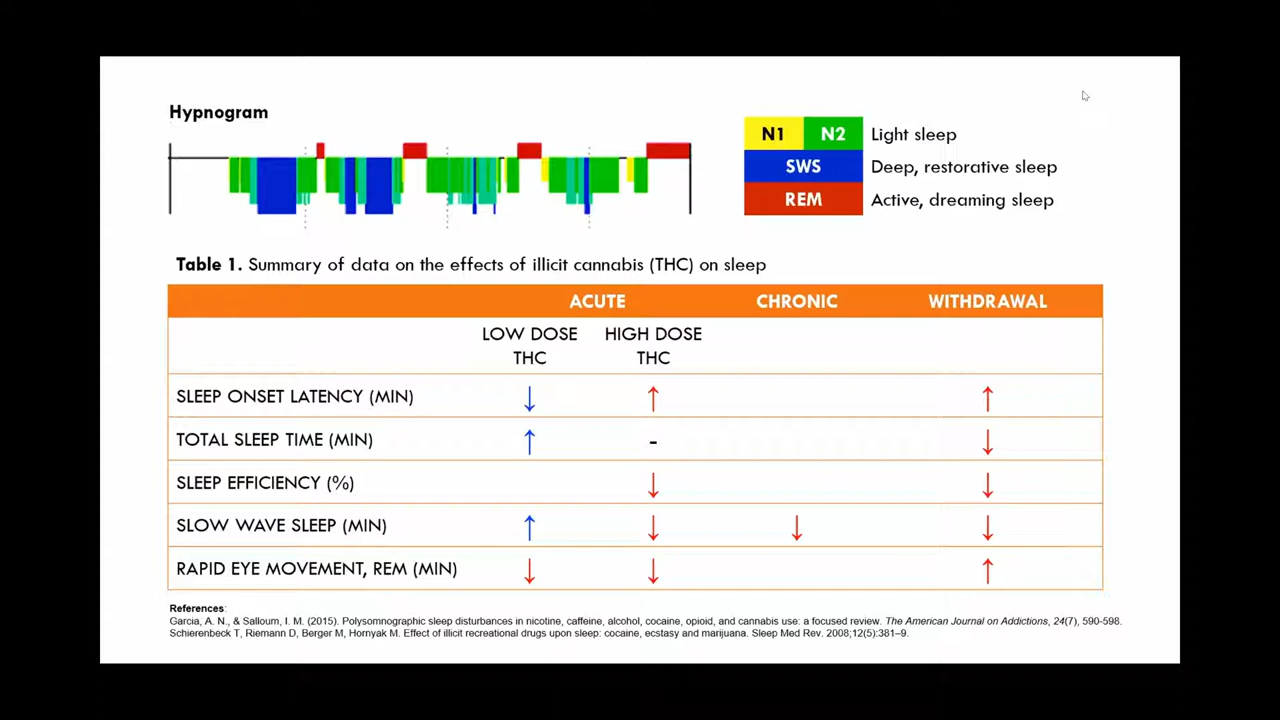 Hypnogram
N1 N2 Light sleep
SWS Deep, restorative sleep
REM Active, dreaming sleep
Table 1. Summary of data on the effects of illicit cannabis (THC) on sleep
ACUTE CHRONIC WITHDRAWAL
LOW DOSE HIGH DOSE
THC THC
SLEEP ONSET LATENCY (MIN) ↓ ↑ ↑
TOTAL SLEEP TIME (MIN) ↑ - ↓
SLEEP EFFICIENCY (%) ↓ ↓
SLOW WAVE SLEEP (MIN) ↑ ↓ ↓ ↓
RAPID EYE MOVEMENT, REM (MIN) ↓ ↓ ↑
References:
Garcia, A. N., & Salloum, I. M. (2015). Polysomnographic sleep disturbances in nicotine, caffeine, alcohol, cocaine, opioid, and cannabis use: a focused review. The American Journal on Addictions, 24(7), 590-598.
Schierenbeck T, Riemann D, Berger M, Hornyak M. Effect of illicit recreational drugs upon sleep: cocaine, ecstasy and marijuana. Sleep Med Rev. 2008;12(5):381–9.